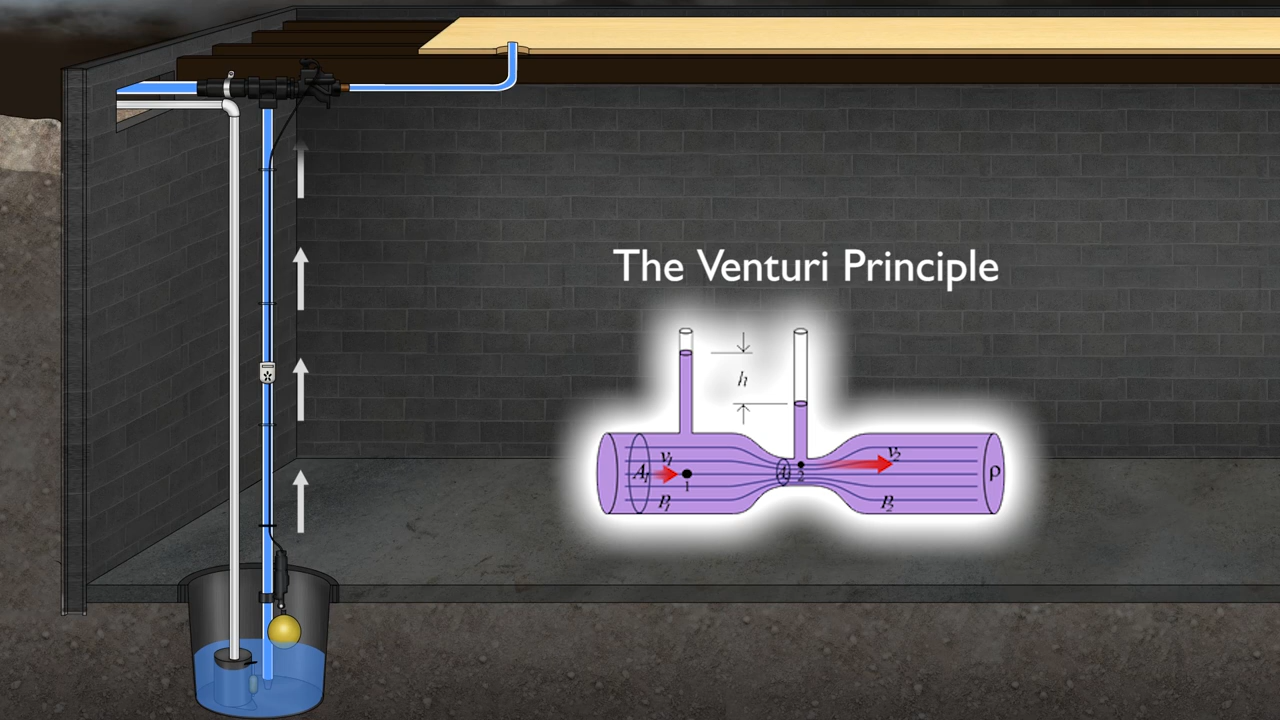 The Venturi Principle
h
v₁ v₂
A₁ 2 ρ
1
P₁ P₂